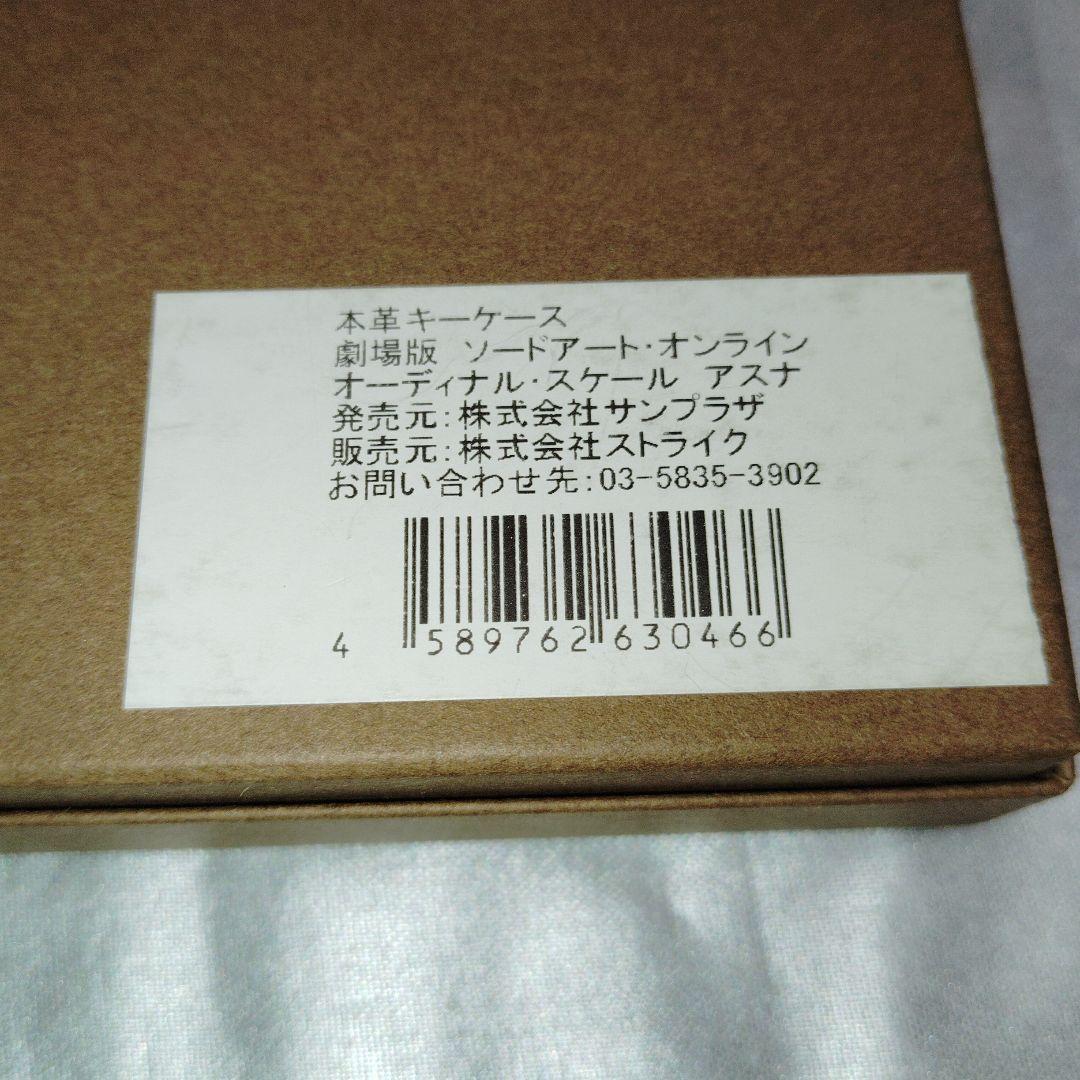 本革キーケース
劇場版 ソードアート・オンライン
オーディナル・スケール アスナ
発売元:株式会社サンプラザ
販売元:株式会社ストライク
お問い合わせ先:03-5835-3902
4 589762 630466